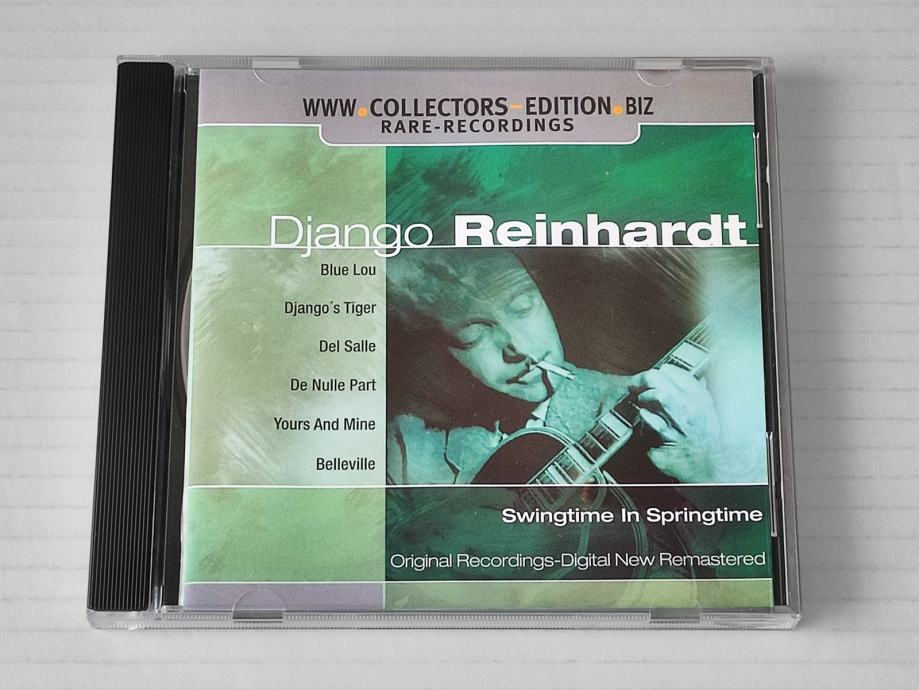 WWW.COLLECTORS-EDITION.BIZ
RARE-RECORDINGS
Django Reinhardt
Blue Lou
Django´s Tiger
Del Salle
De Nulle Part
Yours And Mine
Belleville
Swingtime In Springtime
Original Recordings-Digital New Remastered